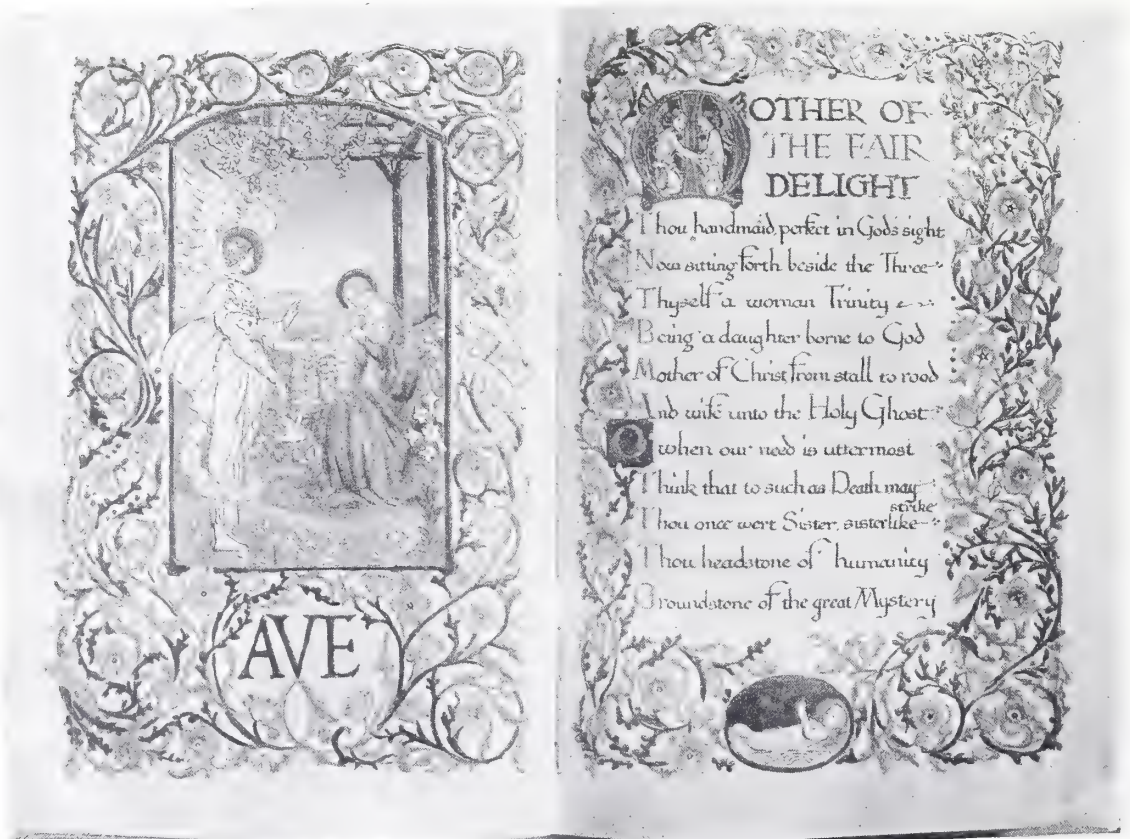 AVE
MOTHER OF
THE FAIR
DELIGHT
Thou handmaid, perfect in God's sight
Now sitting forth beside the Three
Thyself a woman Trinity
Being a daughter borne to God
Mother of Christ from stall to rood
And wife unto the Holy Ghost
O when our need is uttermost
Think that to such as Death may
strike
Thou once wert Sister, sisterlike
Thou headstone of humanity
Groundstone of the great Mystery